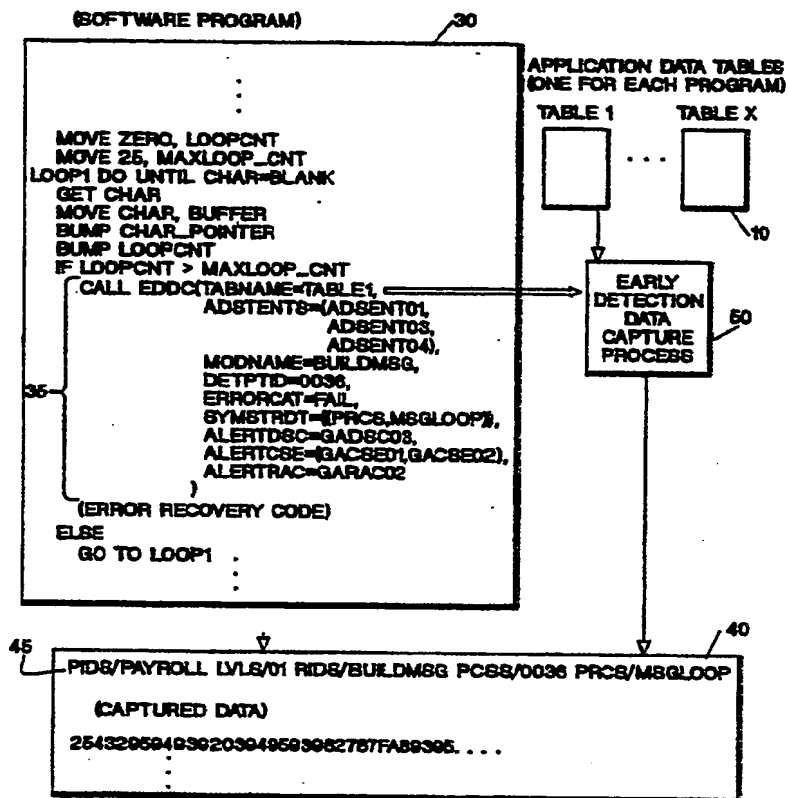 (SOFTWARE PROGRAM)
30
APPLICATION DATA TABLES
(ONE FOR EACH PROGRAM)
TABLE 1
TABLE X
. . .
10
.
.
.
MOVE ZERO, LOOPCNT
MOVE 25, MAXLOOP_CNT
LOOP1 DO UNTIL CHAR=BLANK
GET CHAR
MOVE CHAR, BUFFER
BUMP CHAR_POINTER
BUMP LOOPCNT
IF LOOPCNT > MAXLOOP_CNT
CALL EDDC(TABNAME=TABLE1,
ADSTENTS=(ADSENT01,
ADSENT03,
ADSENT04),
MODNAME=BUILDMSG,
DETPTID=0036,
ERRORCAT=FAIL,
SYMSTRDT=((PRCS,MSGLOOP)),
ALERTDSC=GADSC03,
ALERTCSE=(GACSE01,GACSE02),
ALERTRAC=GARAC02
)
35
(ERROR RECOVERY CODE)
ELSE
GO TO LOOP1
.
.
.
EARLY
DETECTION
DATA
CAPTURE
PROCESS
50
40
45
PIDS/PAYROLL LVLS/01 RIDS/BUILDMSG PCSS/0036 PRCS/MSGLOOP
(CAPTURED DATA)
.
.